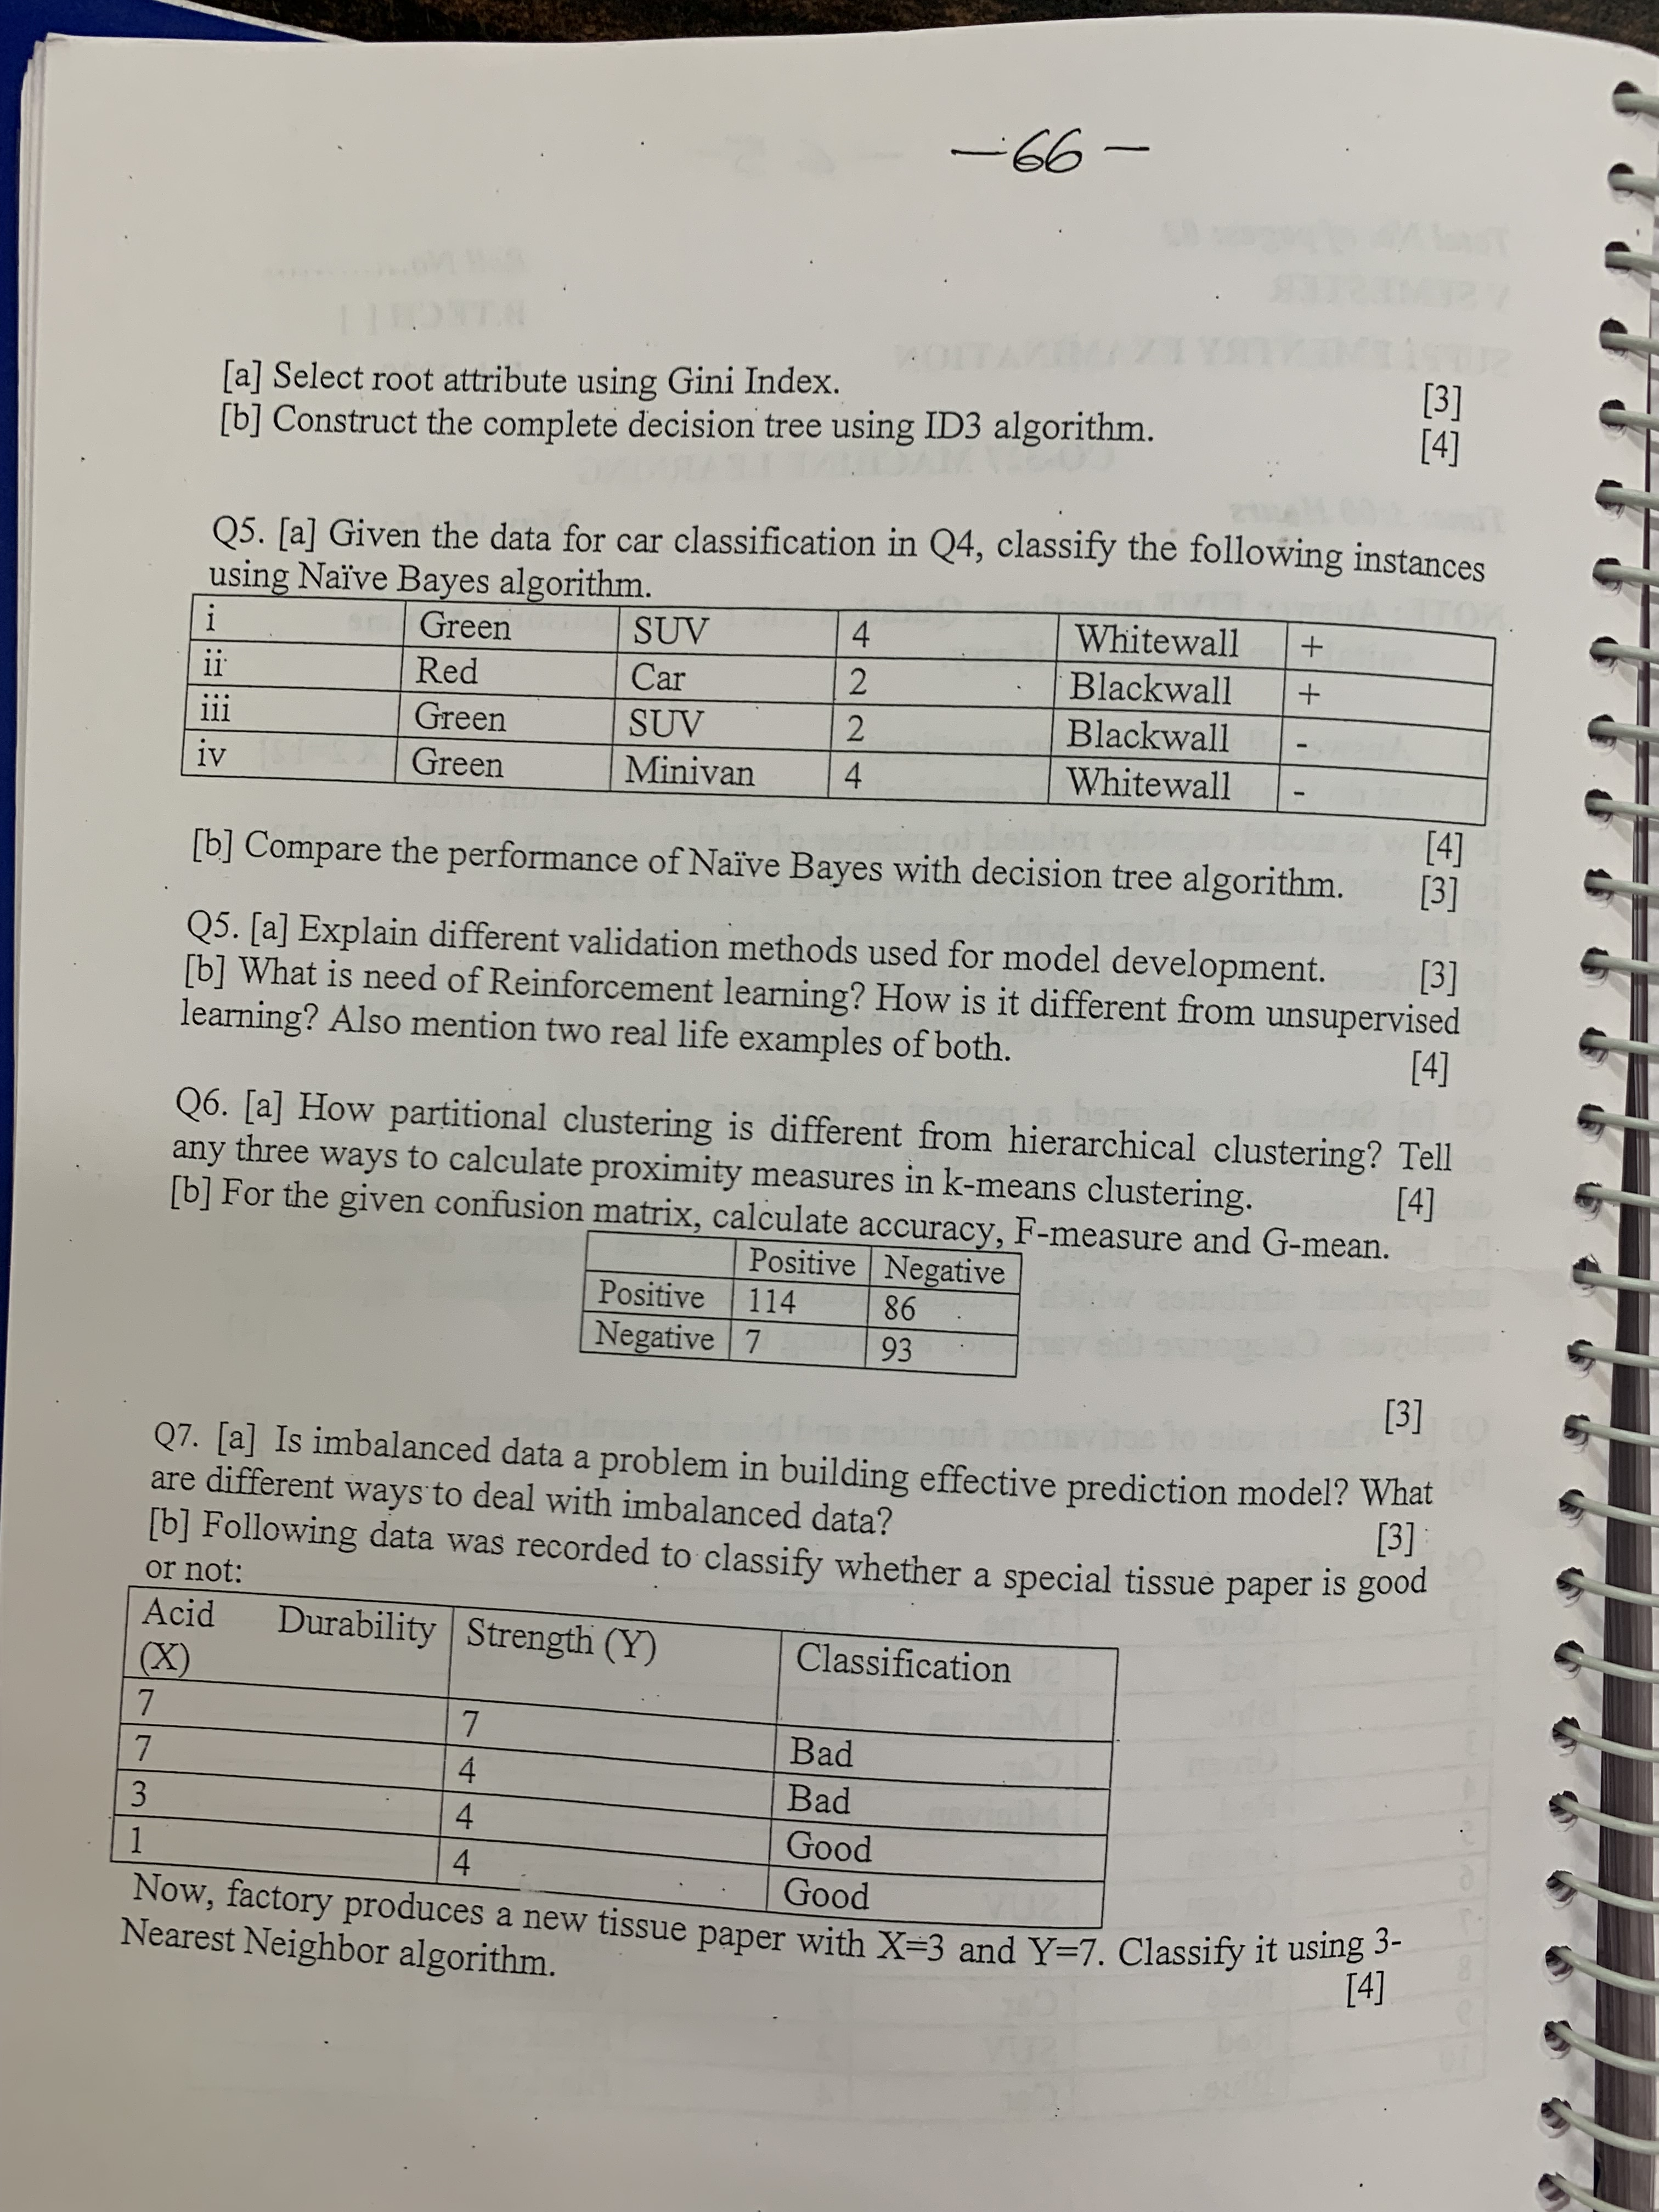 —66—
[a] Select root attribute using Gini Index. [3]
[b] Construct the complete decision tree using ID3 algorithm. [4]
Q5. [a] Given the data for car classification in Q4, classify the following instances
using Naïve Bayes algorithm.
i Green SUV 4 Whitewall +
ii Red Car 2 Blackwall +
iii Green SUV 2 Blackwall -
iv Green Minivan 4 Whitewall -
[4]
[b] Compare the performance of Naïve Bayes with decision tree algorithm. [3]
Q5. [a] Explain different validation methods used for model development. [3]
[b] What is need of Reinforcement learning? How is it different from unsupervised
learning? Also mention two real life examples of both. [4]
Q6. [a] How partitional clustering is different from hierarchical clustering? Tell
any three ways to calculate proximity measures in k-means clustering. [4]
[b] For the given confusion matrix, calculate accuracy, F-measure and G-mean.
Positive Negative
Positive 114 86
Negative 7 93
[3]
Q7. [a] Is imbalanced data a problem in building effective prediction model? What
are different ways to deal with imbalanced data? [3]
[b] Following data was recorded to classify whether a special tissue paper is good
or not:
Acid Durability Strength (Y) Classification
(X)
7 7 Bad
7 4 Bad
3 4 Good
1 4 Good
Now, factory produces a new tissue paper with X=3 and Y=7. Classify it using 3-
Nearest Neighbor algorithm. [4]